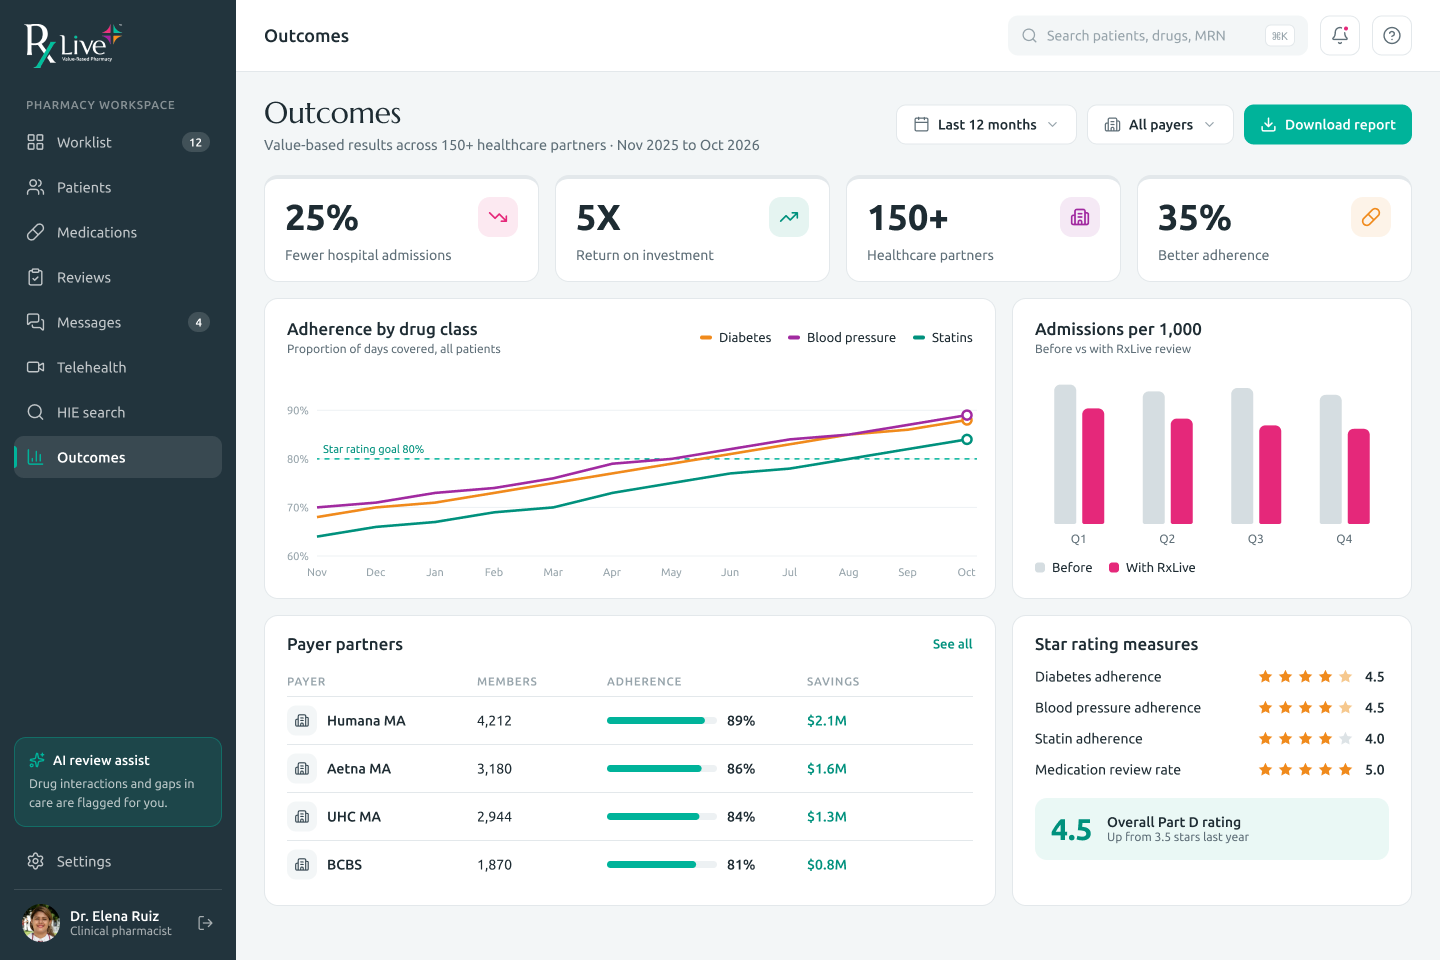 Rx Live
Value-Based Pharmacy
PHARMACY WORKSPACE
Worklist 12
Patients
Medications
Reviews
Messages 4
Telehealth
HIE search
Outcomes
AI review assist
Drug interactions and gaps in
care are flagged for you.
Settings
Dr. Elena Ruiz
Clinical pharmacist
Outcomes
Search patients, drugs, MRN ⌘K
Outcomes
Value-based results across 150+ healthcare partners · Nov 2025 to Oct 2026
Last 12 months
All payers
Download report
25%
Fewer hospital admissions
5X
Return on investment
150+
Healthcare partners
35%
Better adherence
Adherence by drug class
Proportion of days covered, all patients
Diabetes Blood pressure Statins
90%
Star rating goal 80%
80%
70%
60%
Nov Dec Jan Feb Mar Apr May Jun Jul Aug Sep Oct
Admissions per 1,000
Before vs with RxLive review
Q1 Q2 Q3 Q4
Before With RxLive
Payer partners See all
PAYER MEMBERS ADHERENCE SAVINGS
Humana MA 4,212 89% $2.1M
Aetna MA 3,180 86% $1.6M
UHC MA 2,944 84% $1.3M
BCBS 1,870 81% $0.8M
Star rating measures
Diabetes adherence 4.5
Blood pressure adherence 4.5
Statin adherence 4.0
Medication review rate 5.0
4.5
Overall Part D rating
Up from 3.5 stars last year